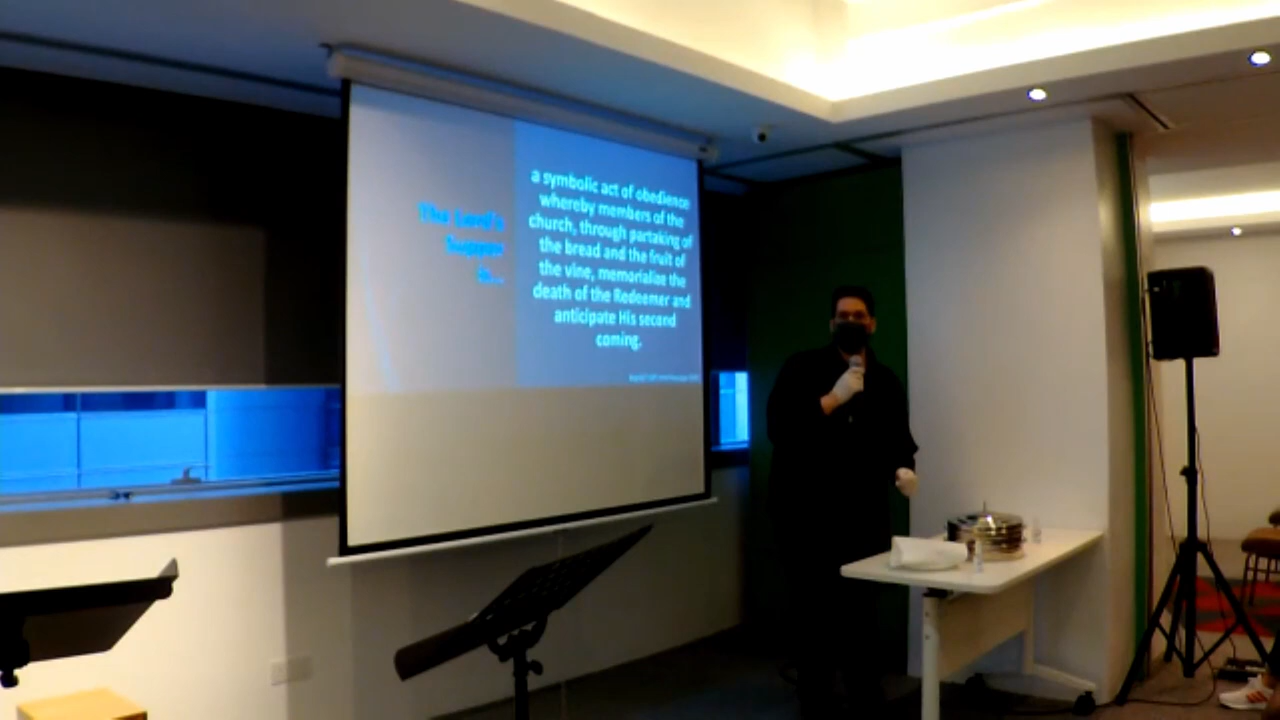 The Lord's
Supper
is...
a symbolic act of obedience
whereby members of the
church, through partaking of
the bread and the fruit of
the vine, memorialize the
death of the Redeemer and
anticipate His second
coming.